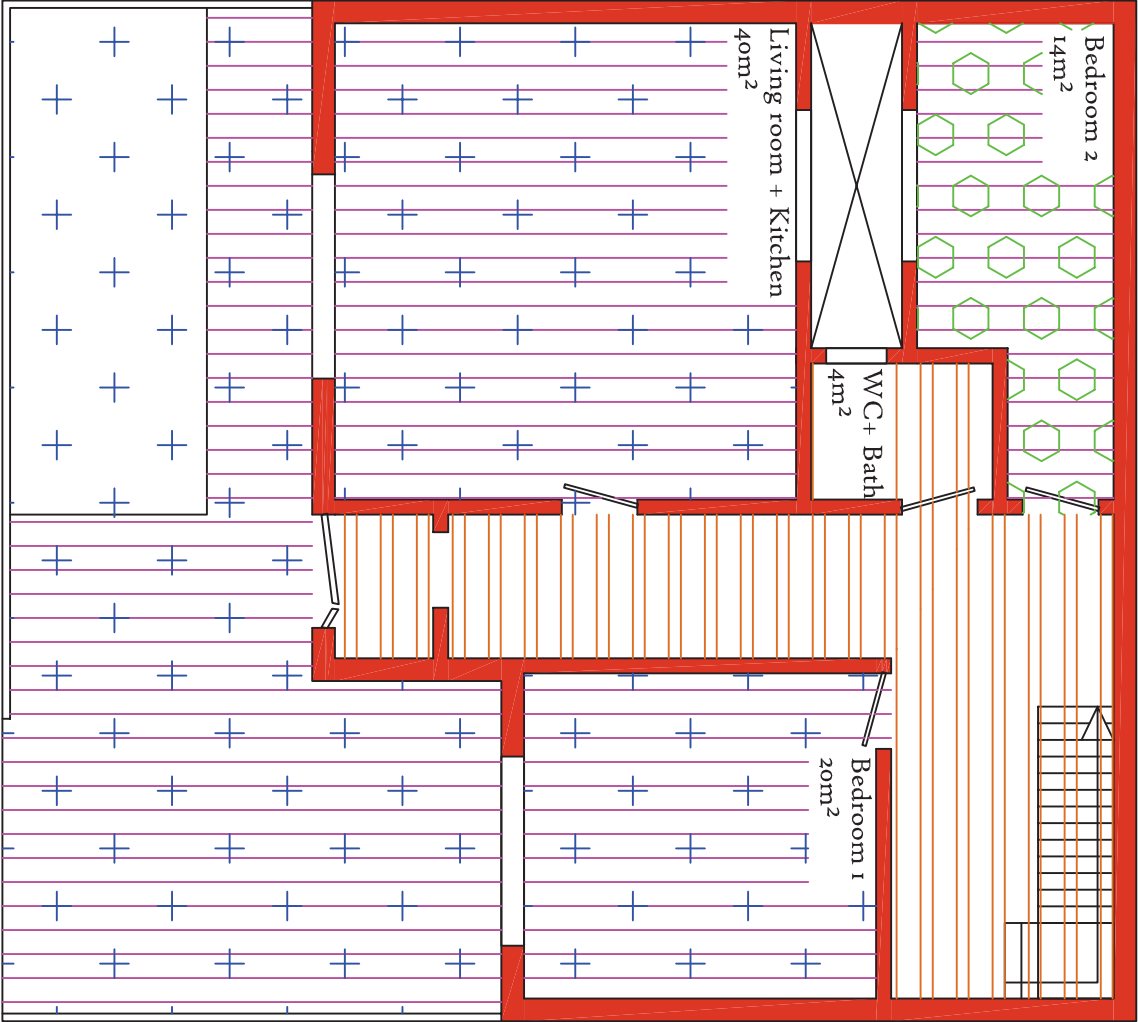 Living room + Kitchen
40m²
Bedroom 2
14m²
WC+ Bath
4m²
Bedroom 1
20m²